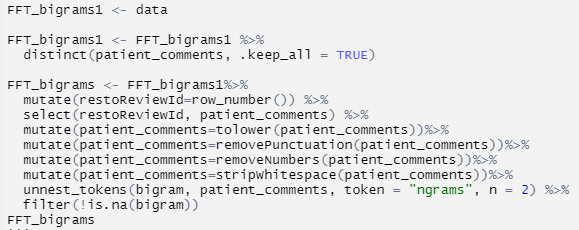 FFT_bigrams1 <- data
FFT_bigrams1 <- FFT_bigrams1 %>%
  distinct(patient_comments, .keep_all = TRUE)
FFT_bigrams <- FFT_bigrams1%>%
  mutate(restoReviewId=row_number()) %>%
  select(restoReviewId, patient_comments) %>%
  mutate(patient_comments=tolower(patient_comments))%>%
  mutate(patient_comments=removePunctuation(patient_comments))%>%
  mutate(patient_comments=removeNumbers(patient_comments))%>%
  mutate(patient_comments=stripWhitespace(patient_comments))%>%
  unnest_tokens(bigram, patient_comments, token = "ngrams", n = 2) %>%
  filter(!is.na(bigram))
FFT_bigrams